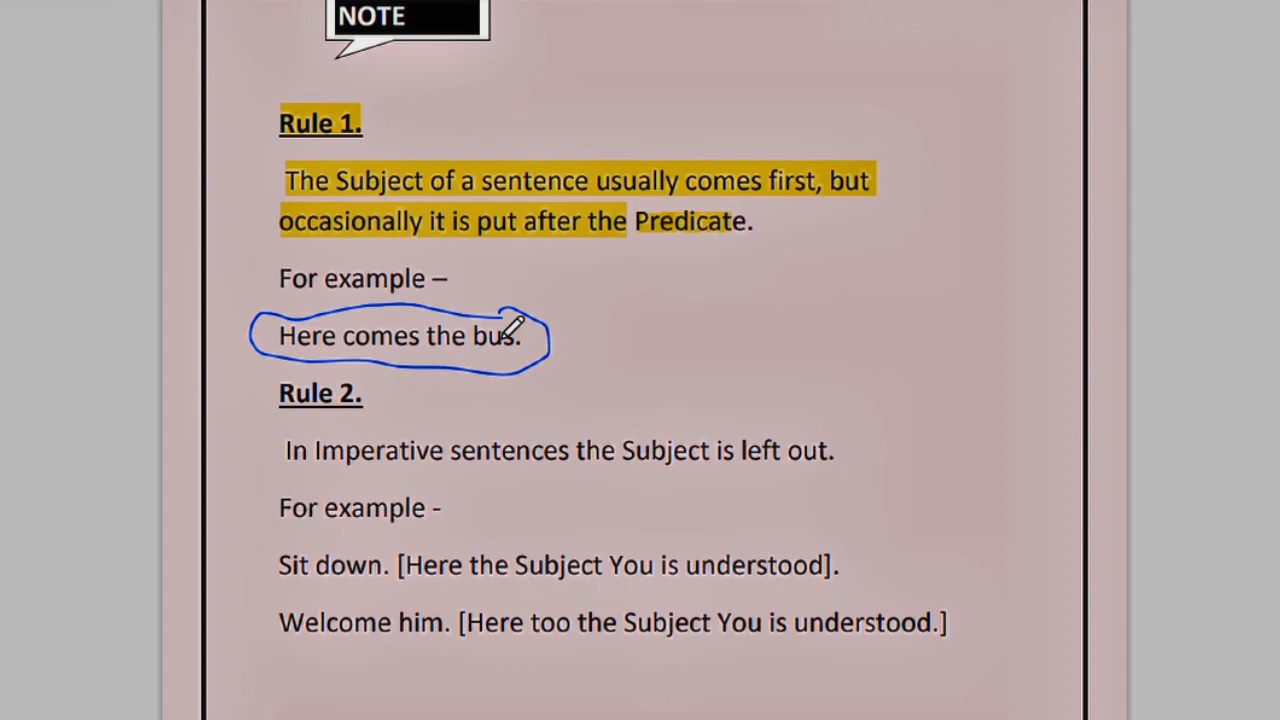 NOTE
Rule 1.
The Subject of a sentence usually comes first, but
occasionally it is put after the Predicate.
For example –
Here comes the bus.
Rule 2.
In Imperative sentences the Subject is left out.
For example -
Sit down. [Here the Subject You is understood].
Welcome him. [Here too the Subject You is understood.]